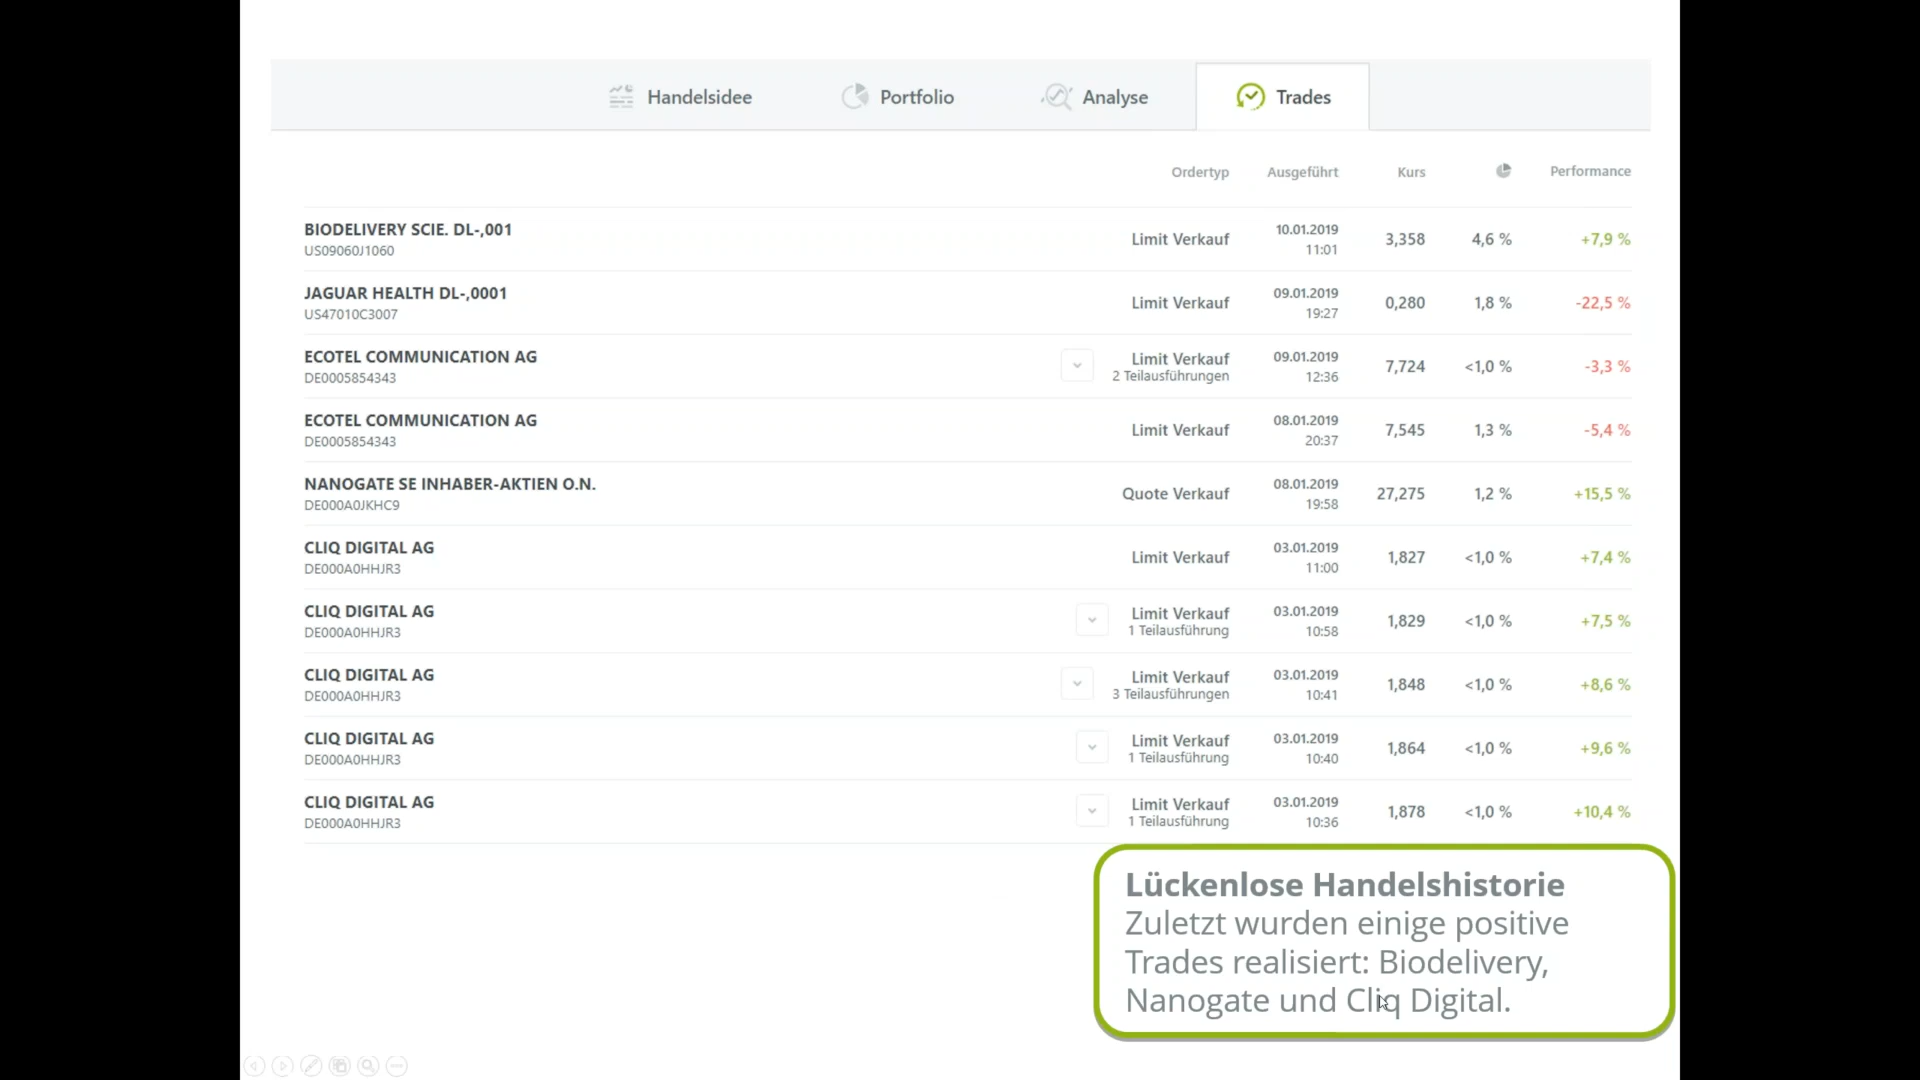 Handelsidee Portfolio Analyse Trades
Ordertyp Ausgeführt Kurs Performance
BIODELIVERY SCIE. DL-,001
US09060J1060
Limit Verkauf
10.01.2019
11:01
3,358 4,6 % +7,9 %
JAGUAR HEALTH DL-,0001
US47010C3007
Limit Verkauf
09.01.2019
19:27
0,280 1,8 % -22,5 %
ECOTEL COMMUNICATION AG
DE0005854343
Limit Verkauf
2 Teilausführungen
09.01.2019
12:36
7,724 <1,0 % -3,3 %
ECOTEL COMMUNICATION AG
DE0005854343
Limit Verkauf
08.01.2019
20:37
7,545 1,3 % -5,4 %
NANOGATE SE INHABER-AKTIEN O.N.
DE000A0JKHC9
Quote Verkauf
08.01.2019
19:58
27,275 1,2 % +15,5 %
CLIQ DIGITAL AG
DE000A0HHJR3
Limit Verkauf
03.01.2019
11:00
1,827 <1,0 % +7,4 %
CLIQ DIGITAL AG
DE000A0HHJR3
Limit Verkauf
1 Teilausführung
03.01.2019
10:58
1,829 <1,0 % +7,5 %
CLIQ DIGITAL AG
DE000A0HHJR3
Limit Verkauf
3 Teilausführungen
03.01.2019
10:41
1,848 <1,0 % +8,6 %
CLIQ DIGITAL AG
DE000A0HHJR3
Limit Verkauf
1 Teilausführung
03.01.2019
10:40
1,864 <1,0 % +9,6 %
CLIQ DIGITAL AG
DE000A0HHJR3
Limit Verkauf
1 Teilausführung
03.01.2019
10:36
1,878 <1,0 % +10,4 %
Lückenlose Handelshistorie
Zuletzt wurden einige positive
Trades realisiert: Biodelivery,
Nanogate und Cliq Digital.